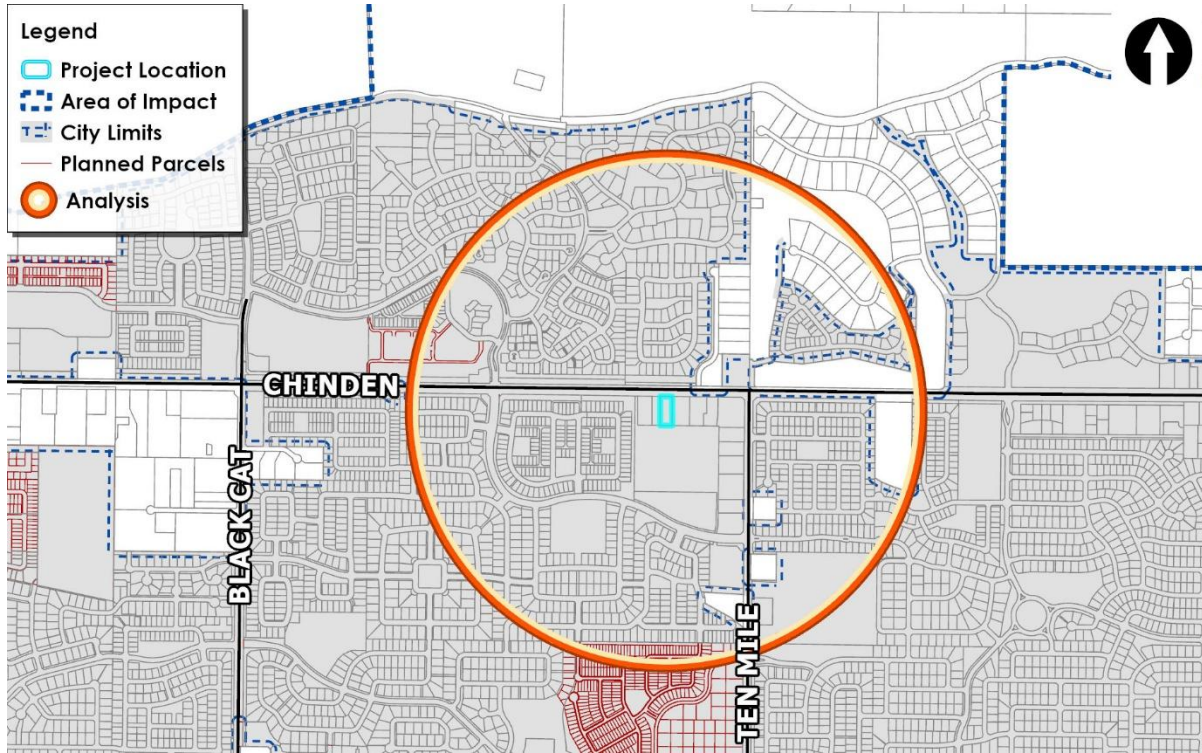 Legend
Project Location
Area of Impact
City Limits
Planned Parcels
Analysis
CHINDEN
BLACK CAT
TEN MILE